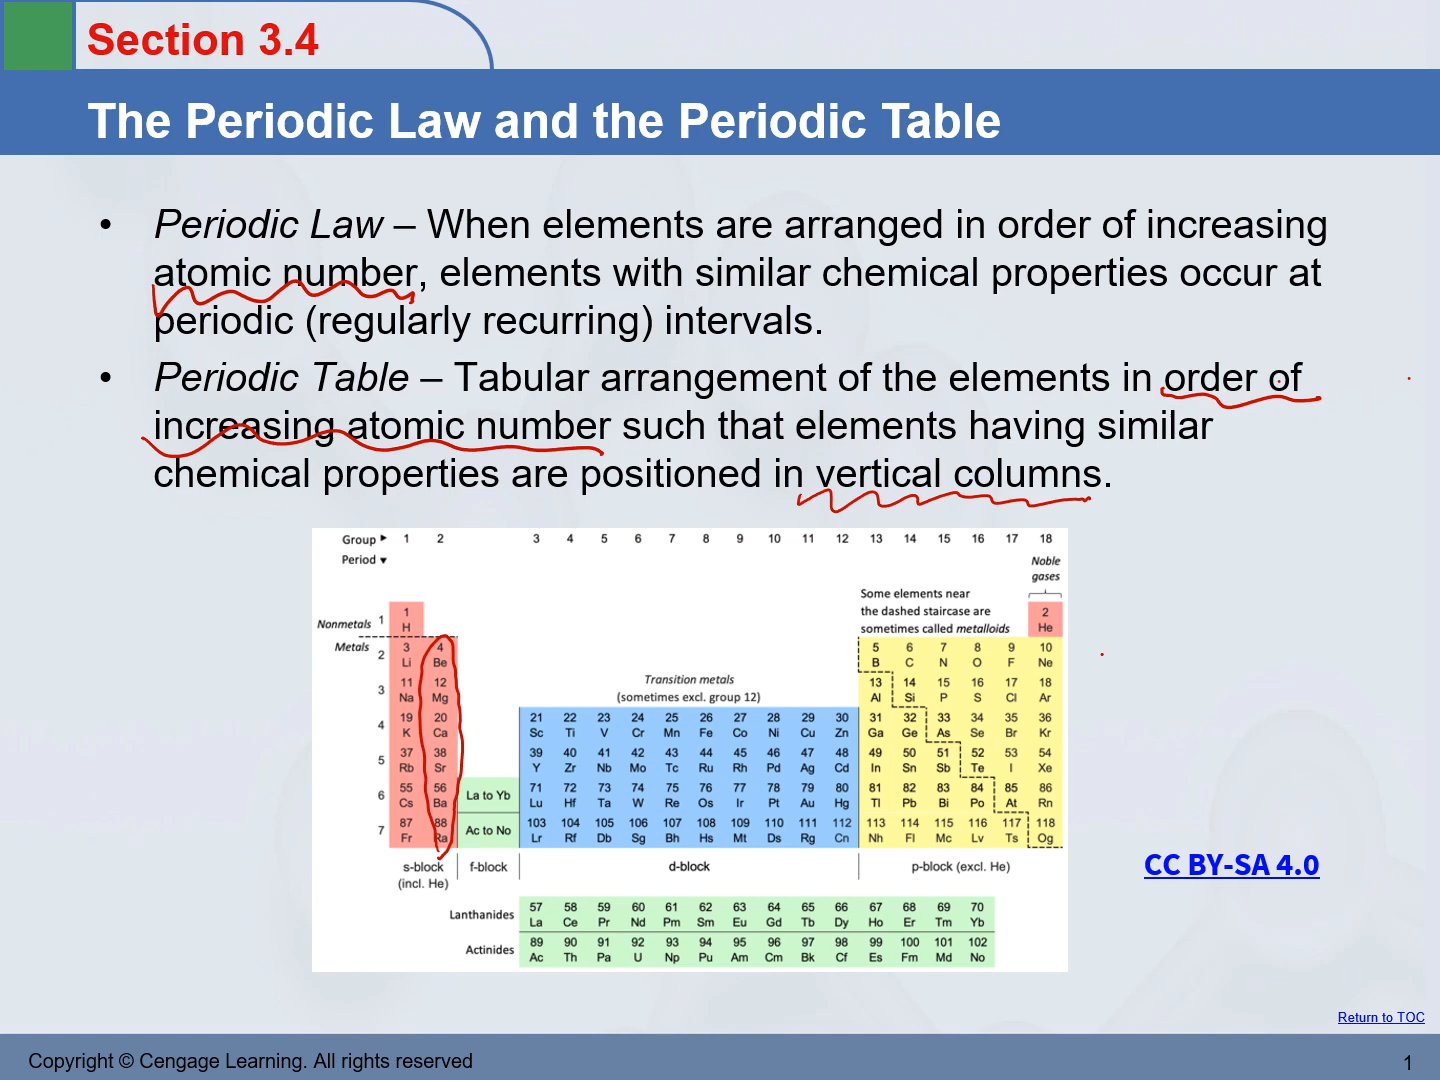 Section 3.4
The Periodic Law and the Periodic Table
• Periodic Law – When elements are arranged in order of increasing
atomic number, elements with similar chemical properties occur at
periodic (regularly recurring) intervals.
• Periodic Table – Tabular arrangement of the elements in order of
increasing atomic number such that elements having similar
chemical properties are positioned in vertical columns.
Group ► 1 2 3 4 5 6 7 8 9 10 11 12 13 14 15 16 17 18
Period ▼
Noble
gases
Some elements near
the dashed staircase are
sometimes called metalloids
Nonmetals
Metals
Transition metals
(sometimes excl. group 12)
1
1 2
H He
2
3 4 5 6 7 8 9 10
Li Be B C N O F Ne
3
11 12 13 14 15 16 17 18
Na Mg Al Si P S Cl Ar
4
19 20 21 22 23 24 25 26 27 28 29 30 31 32 33 34 35 36
K Ca Sc Ti V Cr Mn Fe Co Ni Cu Zn Ga Ge As Se Br Kr
5
37 38 39 40 41 42 43 44 45 46 47 48 49 50 51 52 53 54
Rb Sr Y Zr Nb Mo Tc Ru Rh Pd Ag Cd In Sn Sb Te I Xe
6
55 56 La to Yb 71 72 73 74 75 76 77 78 79 80 81 82 83 84 85 86
Cs Ba Lu Hf Ta W Re Os Ir Pt Au Hg Tl Pb Bi Po At Rn
7
87 88 Ac to No 103 104 105 106 107 108 109 110 111 112 113 114 115 116 117 118
Fr Ra Lr Rf Db Sg Bh Hs Mt Ds Rg Cn Nh Fl Mc Lv Ts Og
s-block f-block d-block p-block (excl. He)
(incl. He)
Lanthanides
57 58 59 60 61 62 63 64 65 66 67 68 69 70
La Ce Pr Nd Pm Sm Eu Gd Tb Dy Ho Er Tm Yb
Actinides
89 90 91 92 93 94 95 96 97 98 99 100 101 102
Ac Th Pa U Np Pu Am Cm Bk Cf Es Fm Md No
CC BY-SA 4.0
Return to TOC
Copyright © Cengage Learning. All rights reserved
1